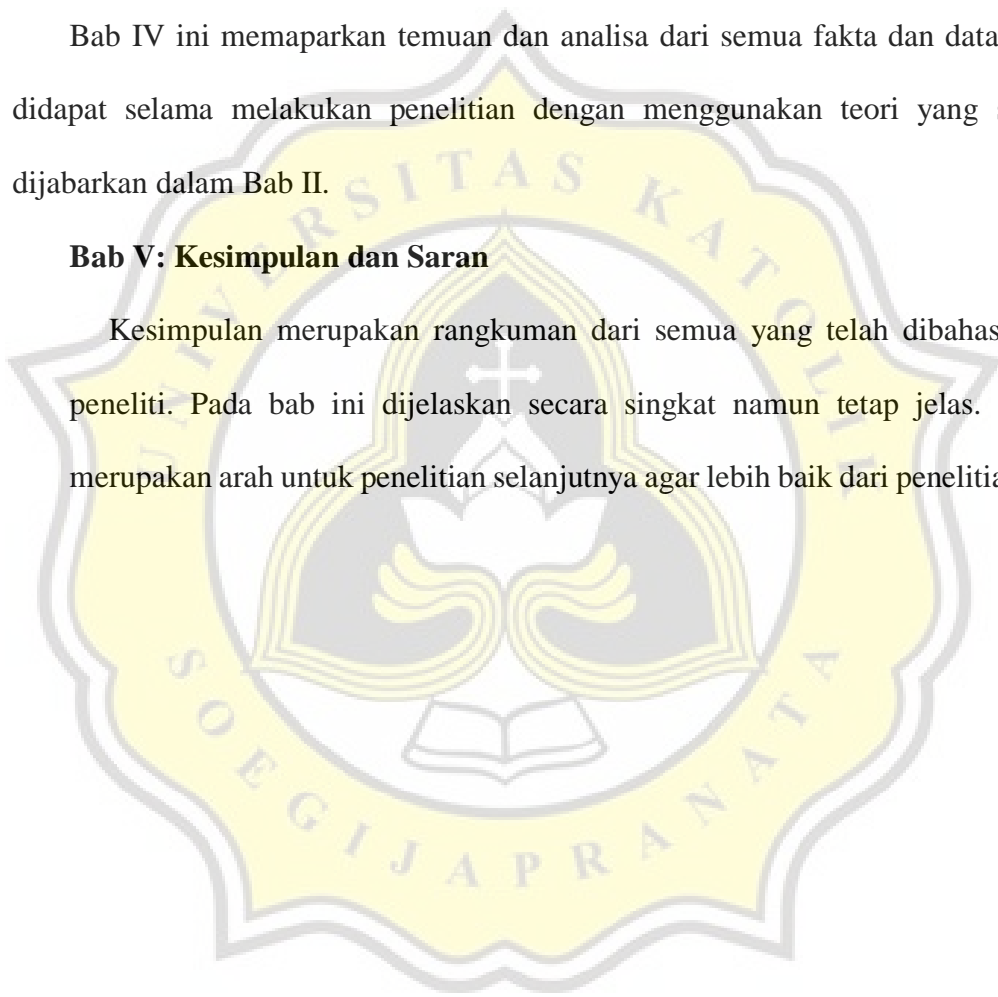 Bab IV ini memaparkan temuan dan analisa dari semua fakta dan data
didapat selama melakukan penelitian dengan menggunakan teori yang
dijabarkan dalam Bab II.
Bab V: Kesimpulan dan Saran
Kesimpulan merupakan rangkuman dari semua yang telah dibahas
peneliti. Pada bab ini dijelaskan secara singkat namun tetap jelas.
merupakan arah untuk penelitian selanjutnya agar lebih baik dari penelitia
UNIVERSITAS KATOLIK
SOEGIJAPRANATA